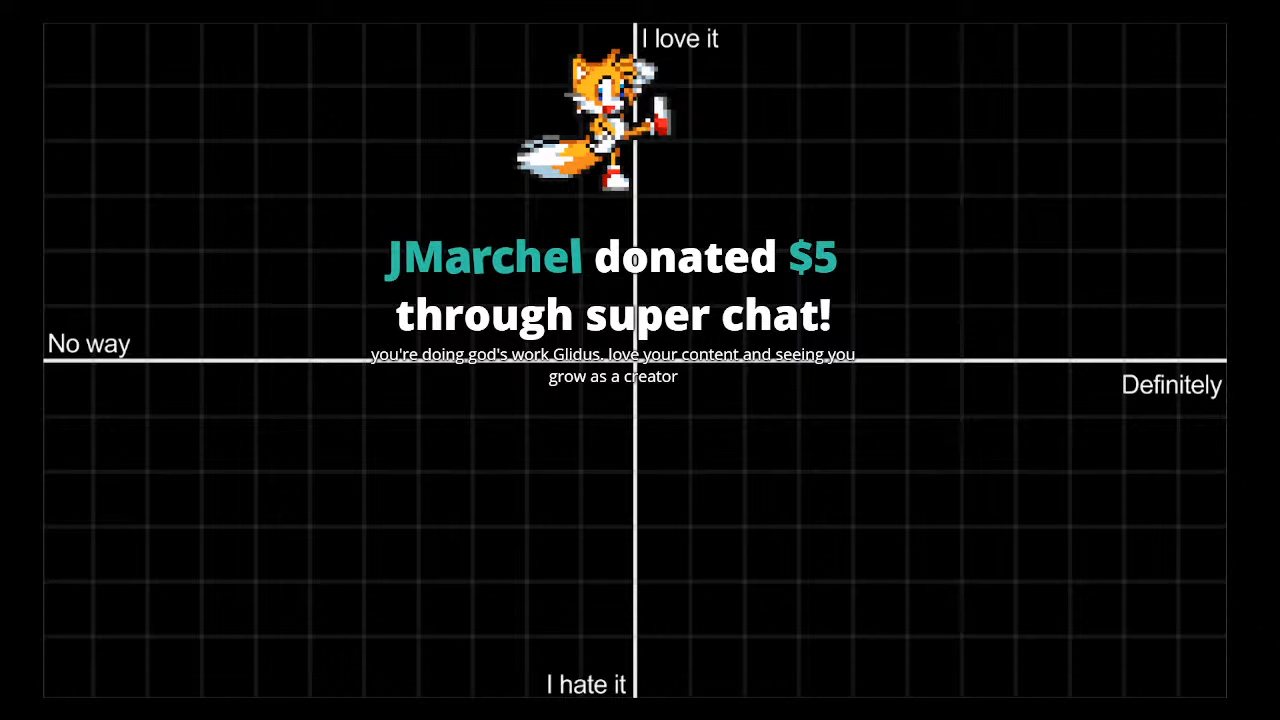 I love it
JMarchel donated $5
through super chat!
No way
you're doing god's work Glidus. love your content and seeing you
grow as a creator
Definitely
I hate it
0